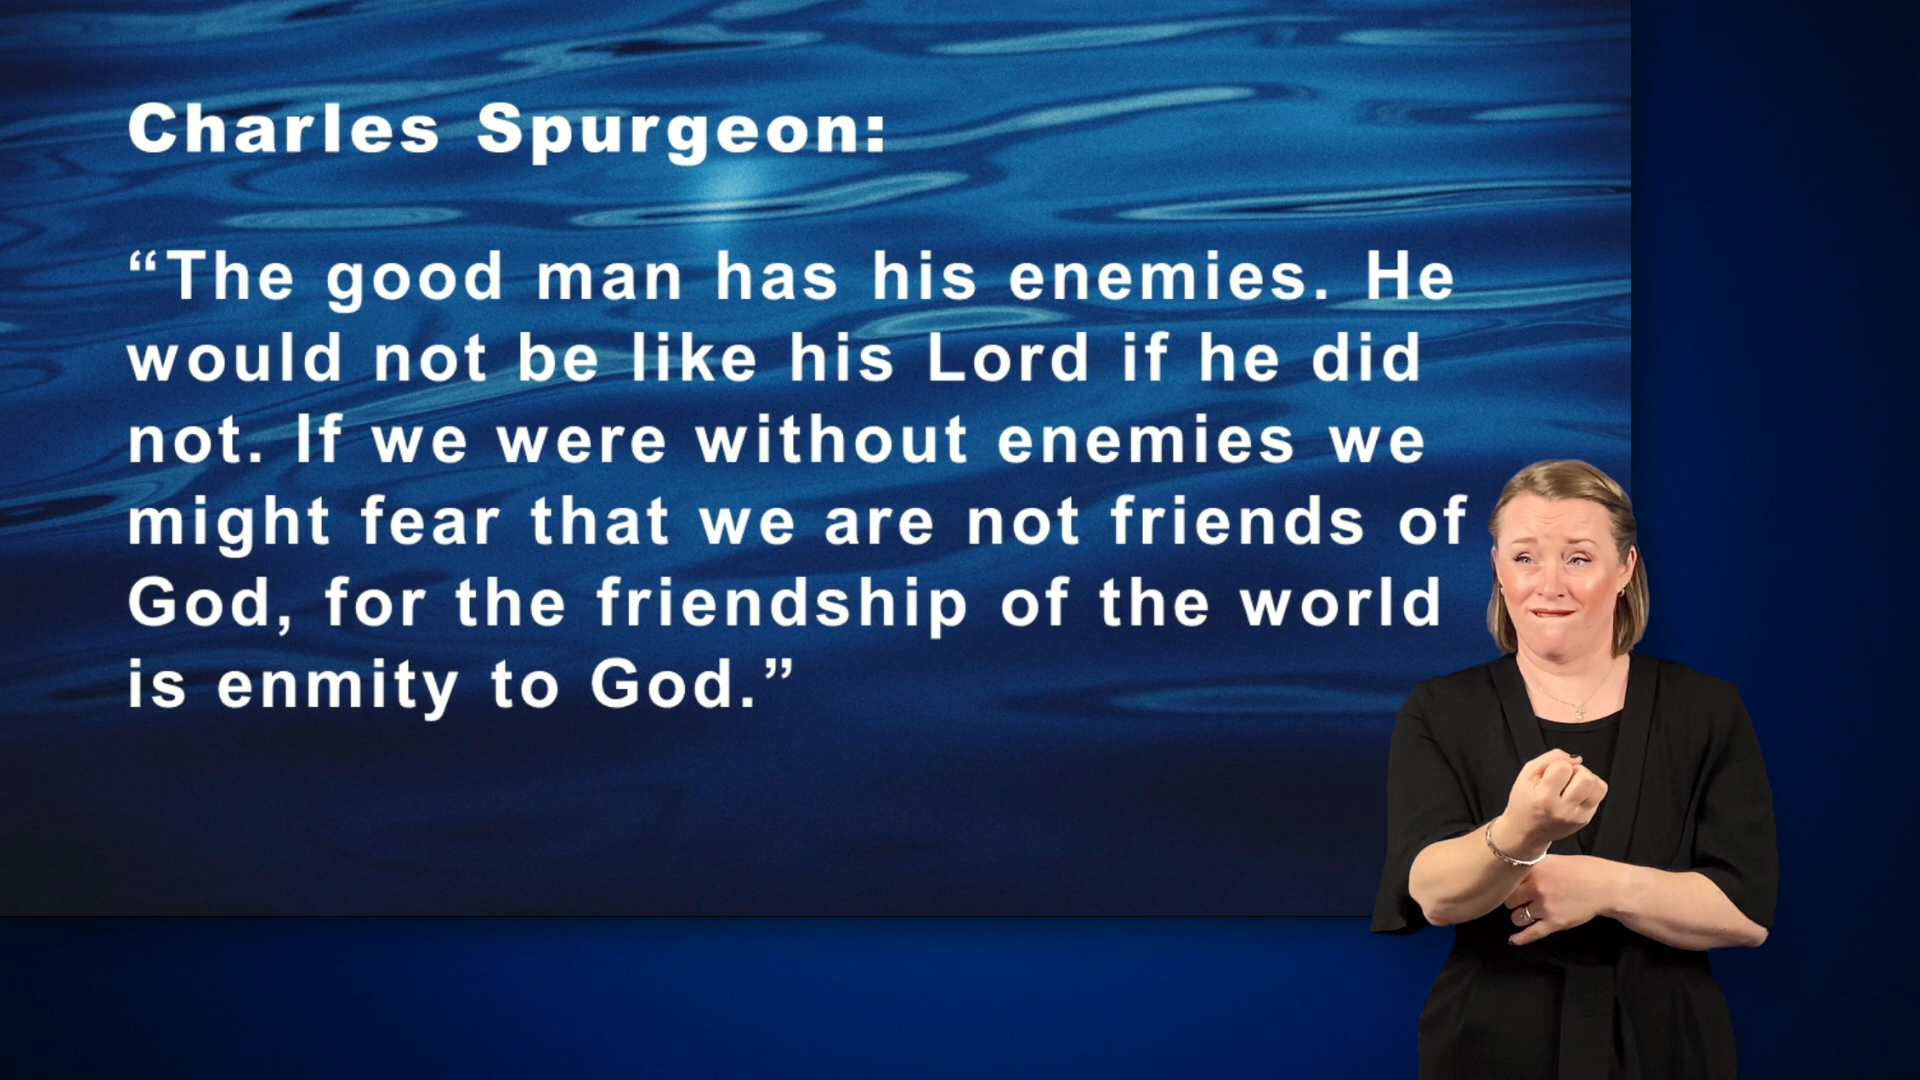 Charles Spurgeon:
“The good man has his enemies. He
would not be like his Lord if he did
not. If we were without enemies we
might fear that we are not friends of
God, for the friendship of the world
is enmity to God.”